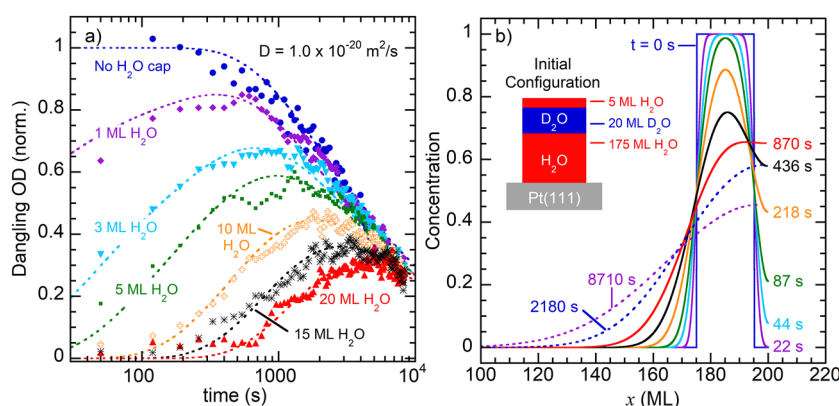 a)
D = 1.0 x 10⁻²⁰ m²/s
No H₂O cap
1 ML H₂O
3 ML H₂O
5 ML H₂O
10 ML
H₂O
20 ML H₂O
15 ML H₂O
Dangling OD (norm.)
1
0.8
0.6
0.4
0.2
0
100
1000
10⁴
time (s)
b)
t = 0 s
Initial
Configuration
5 ML H₂O
D₂O
20 ML D₂O
175 ML H₂O
H₂O
Pt(111)
870 s
436 s
218 s
87 s
44 s
22 s
8710 s
2180 s
Concentration
1.0
0.8
0.6
0.4
0.2
0.0
100 120 140 160 180 200 220
x (ML)